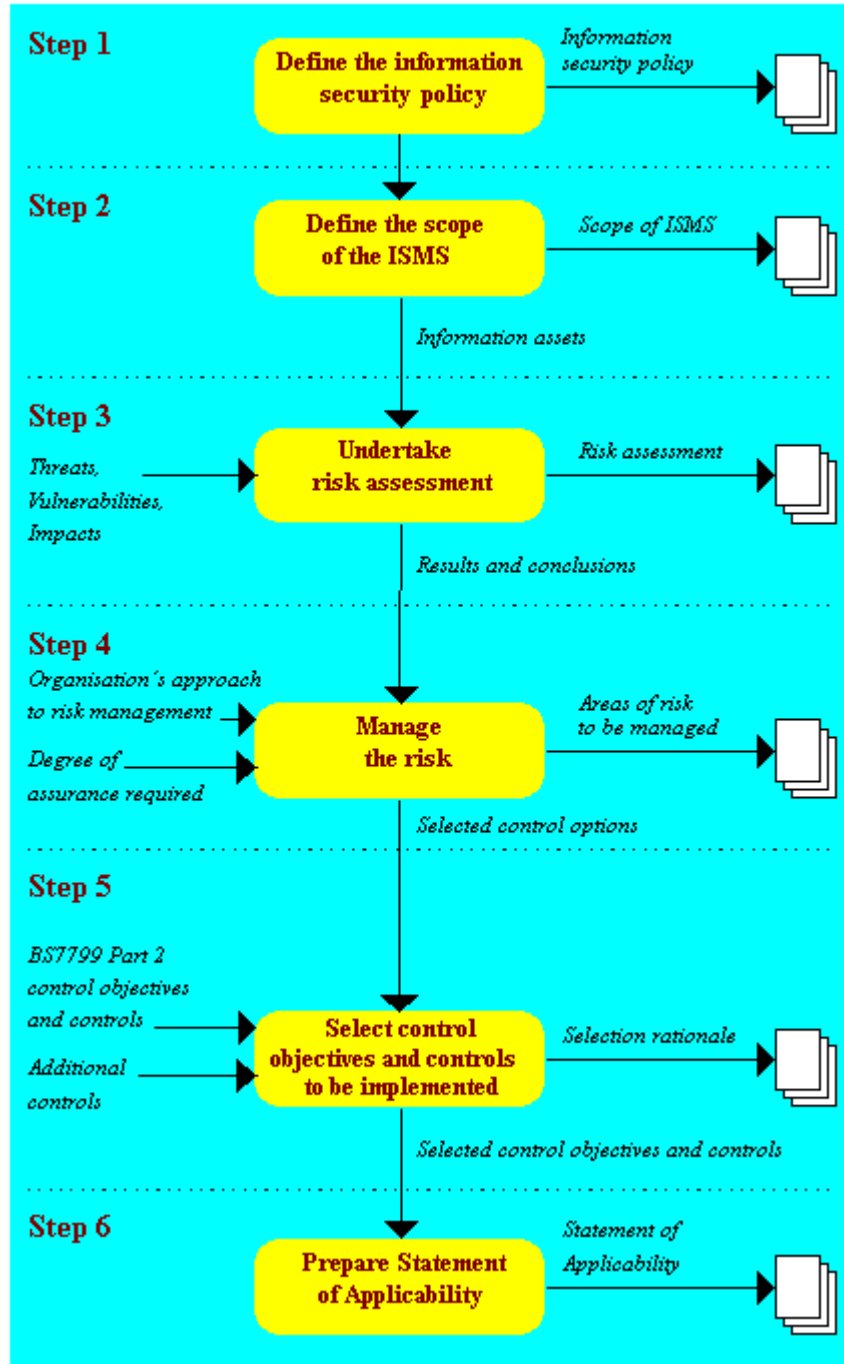 Step 1
Define the information
security policy
Information
security policy
Step 2
Define the scope
of the ISMS
Scope of ISMS
Information assets
Step 3
Threats,
Vulnerabilities,
Impacts
Undertake
risk assessment
Risk assessment
Results and conclusions
Step 4
Organisation´s approach
to risk management
Degree of
assurance required
Manage
the risk
Areas of risk
to be managed
Selected control options
Step 5
BS7799 Part 2
control objectives
and controls
Additional
controls
Select control
objectives and controls
to be implemented
Selection rationale
Selected control objectives and controls
Step 6
Prepare Statement
of Applicability
Statement of
Applicability